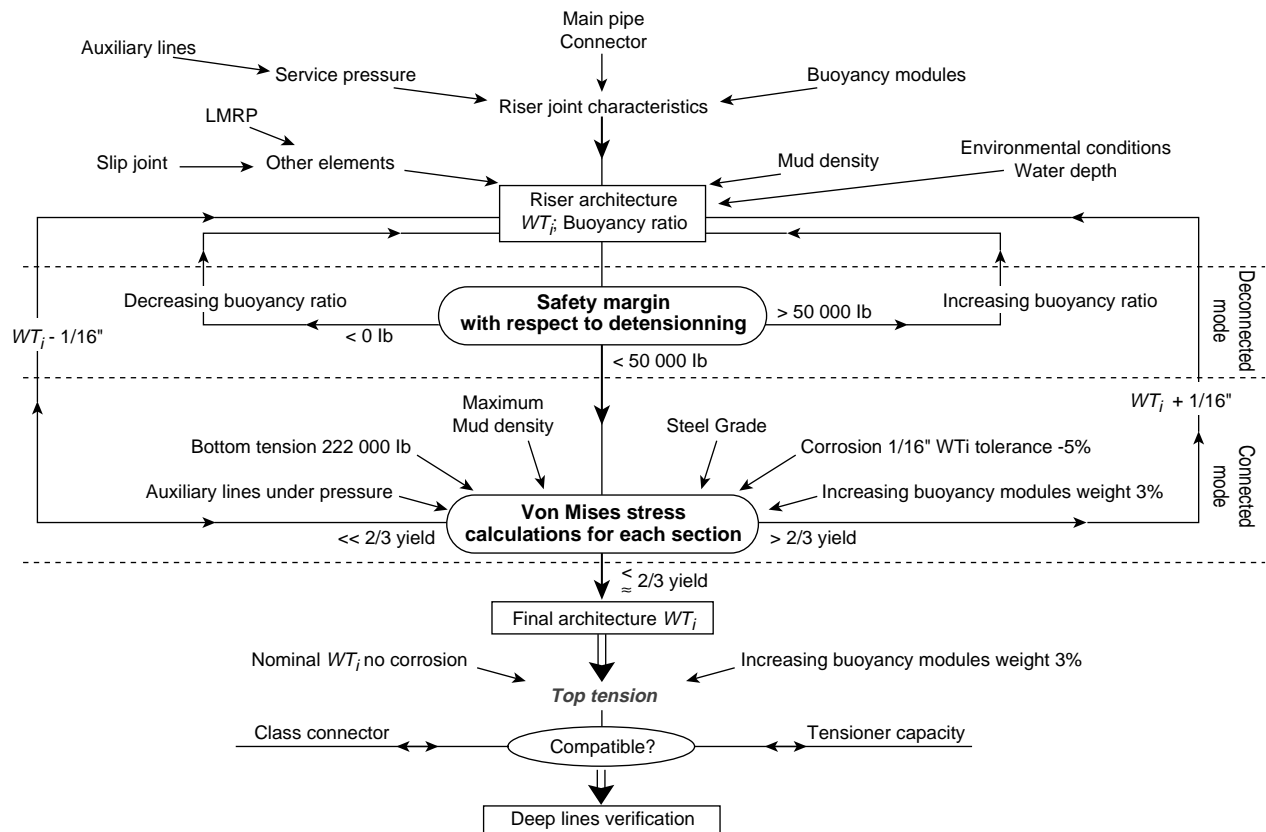 Main pipe
Connector
Auxiliary lines
Service pressure
Buoyancy modules
Riser joint characteristics
LMRP
Slip joint
Other elements
Mud density
Environmental conditions
Water depth
Riser architecture
WTi; Buoyancy ratio
Decreasing buoyancy ratio
Safety margin
with respect to detensionning
Increasing buoyancy ratio
< 0 lb
> 50 000 lb
< 50 000 lb
WTi - 1/16"
Deconnected
mode
WTi + 1/16"
Maximum
Mud density
Steel Grade
Bottom tension 222 000 lb
Corrosion 1/16" WTi tolerance -5%
Auxiliary lines under pressure
Increasing buoyancy modules weight 3%
Von Mises stress
calculations for each section
<< 2/3 yield
> 2/3 yield
Connected
mode
≲ 2/3 yield
Final architecture WTi
Nominal WTi no corrosion
Increasing buoyancy modules weight 3%
Top tension
Class connector
Compatible?
Tensioner capacity
Deep lines verification